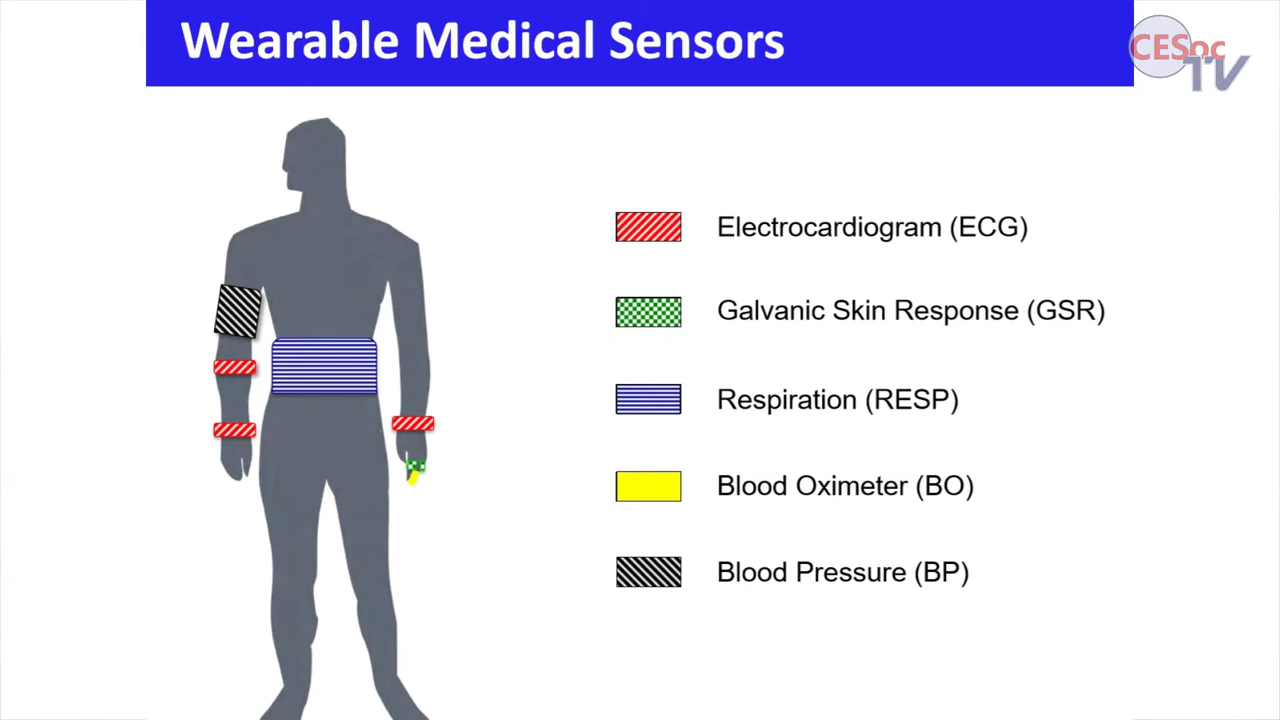 Wearable Medical Sensors
CESoc
TV
Electrocardiogram (ECG)
Galvanic Skin Response (GSR)
Respiration (RESP)
Blood Oximeter (BO)
Blood Pressure (BP)